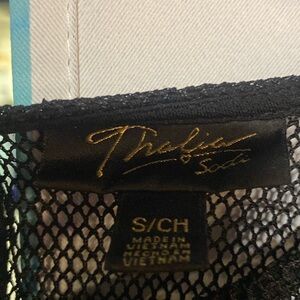 Thalia
Sodi
S/CH
MADE IN
VIETNAM
HECHO EN
VIETNAM